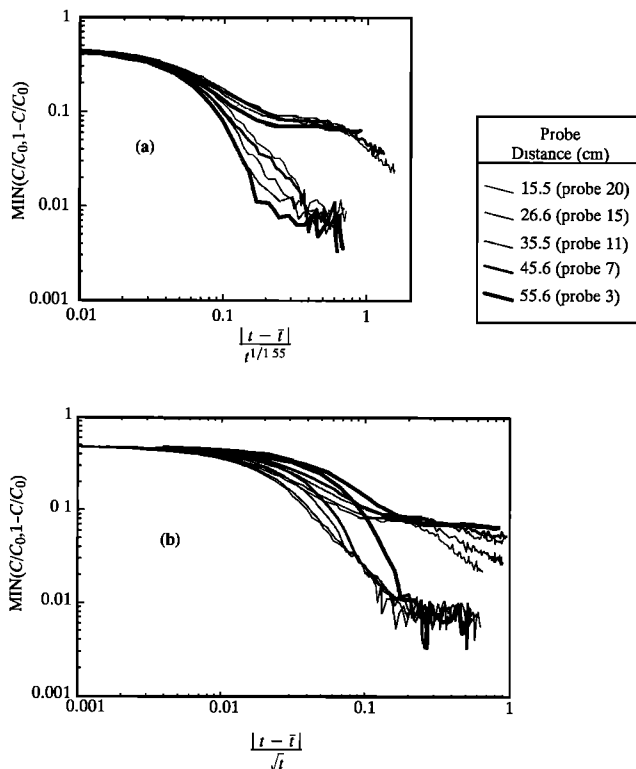 1
0.1
0.01
0.001
MIN(C/C₀,1−C/C₀)
(a)
0.01 0.1 1
| t − t̄ |
t^1/1 55
Probe
Distance (cm)
15.5 (probe 20)
26.6 (probe 15)
35.5 (probe 11)
45.6 (probe 7)
55.6 (probe 3)
1
0.1
0.01
0.001
MIN(C/C₀,1−C/C₀)
(b)
0.001 0.01 0.1 1
| t − t̄ |
√t